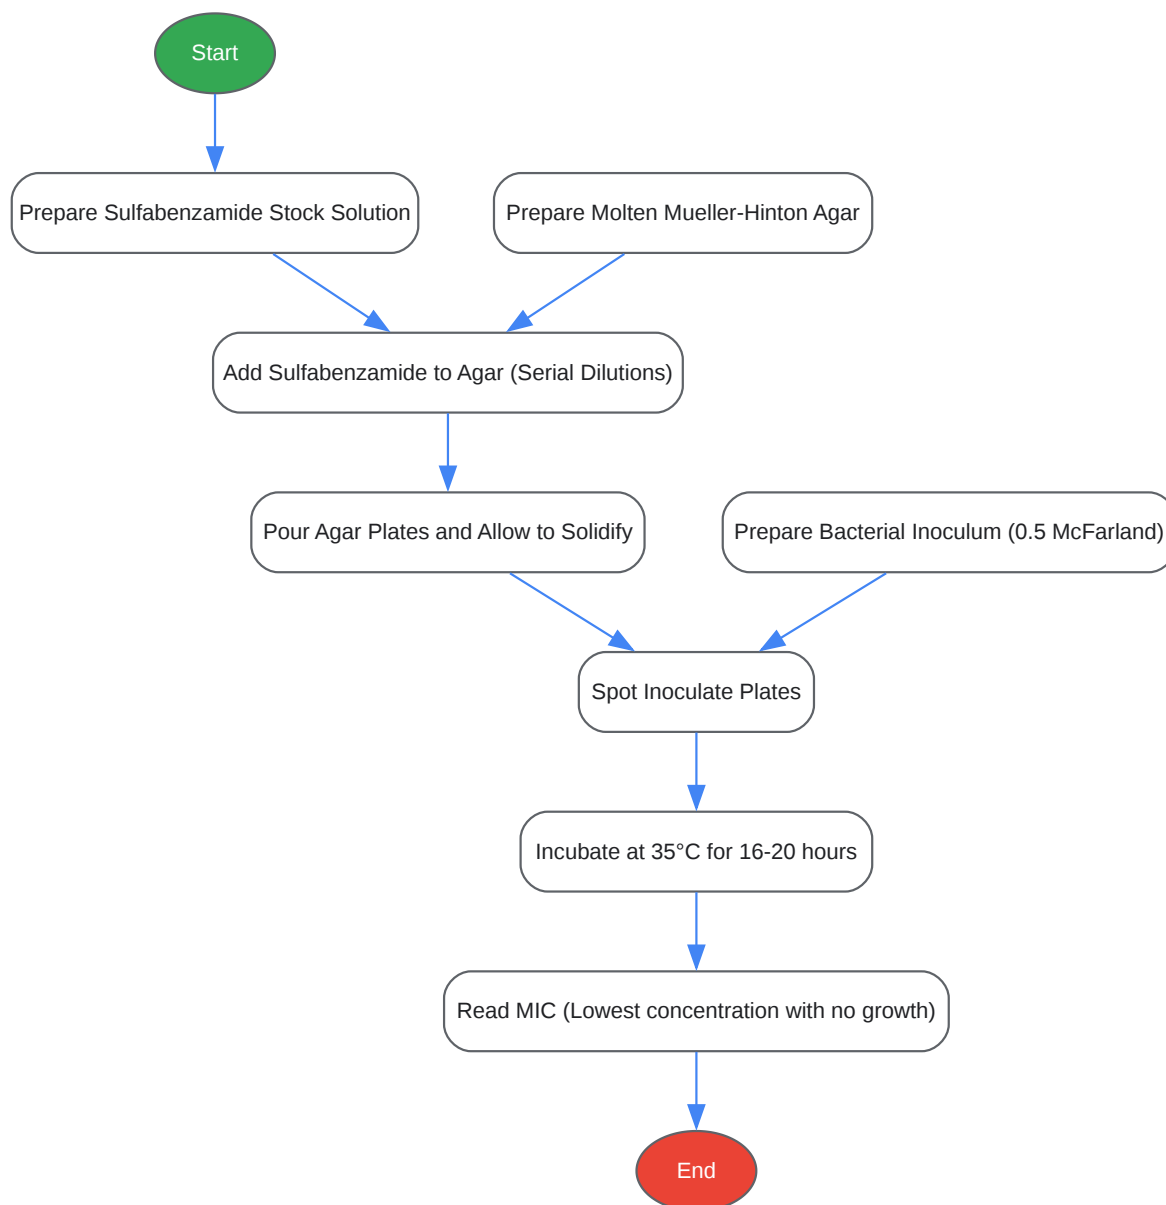 Start
Prepare Sulfabenzamide Stock Solution
Prepare Molten Mueller-Hinton Agar
Add Sulfabenzamide to Agar (Serial Dilutions)
Pour Agar Plates and Allow to Solidify
Prepare Bacterial Inoculum (0.5 McFarland)
Spot Inoculate Plates
Incubate at 35°C for 16-20 hours
Read MIC (Lowest concentration with no growth)
End